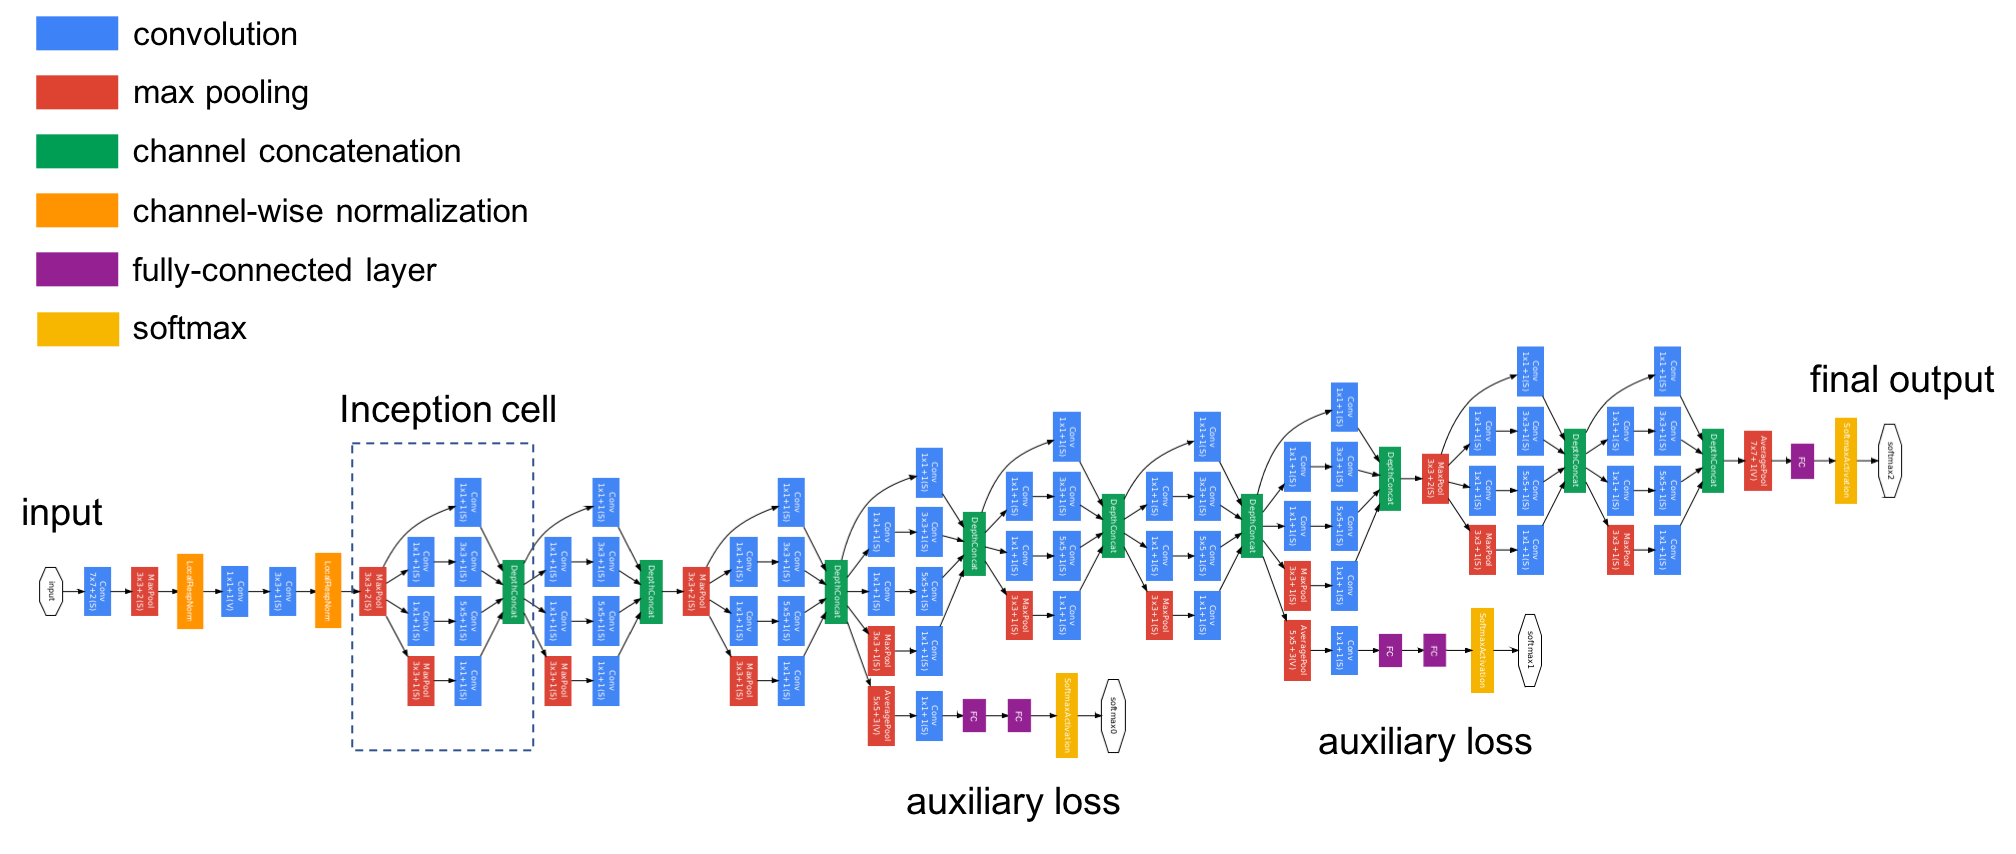 convolution
max pooling
channel concatenation
channel-wise normalization
fully-connected layer
softmax
Inception cell
input
final output
auxiliary loss
auxiliary loss
input
Conv
7x7+2(S)
MaxPool
3x3+2(S)
LocalRespNorm
Conv
1x1+1(V)
Conv
3x3+1(S)
LocalRespNorm
MaxPool
3x3+2(S)
Conv
1x1+1(S)
Conv
1x1+1(S)
MaxPool
3x3+1(S)
Conv
1x1+1(S)
Conv
3x3+1(S)
Conv
5x5+1(S)
Conv
1x1+1(S)
DepthConcat
Conv
1x1+1(S)
Conv
1x1+1(S)
MaxPool
3x3+1(S)
Conv
1x1+1(S)
Conv
3x3+1(S)
Conv
5x5+1(S)
Conv
1x1+1(S)
DepthConcat
MaxPool
3x3+2(S)
Conv
1x1+1(S)
Conv
1x1+1(S)
MaxPool
3x3+1(S)
Conv
1x1+1(S)
Conv
3x3+1(S)
Conv
5x5+1(S)
Conv
1x1+1(S)
DepthConcat
Conv
1x1+1(S)
Conv
1x1+1(S)
MaxPool
3x3+1(S)
AveragePool
5x5+3(V)
Conv
1x1+1(S)
Conv
3x3+1(S)
Conv
5x5+1(S)
Conv
1x1+1(S)
Conv
1x1+1(S)
FC
FC
SoftmaxActivation
softmax0
DepthConcat
Conv
1x1+1(S)
Conv
1x1+1(S)
MaxPool
3x3+1(S)
Conv
1x1+1(S)
Conv
3x3+1(S)
Conv
5x5+1(S)
Conv
1x1+1(S)
DepthConcat
Conv
1x1+1(S)
Conv
1x1+1(S)
MaxPool
3x3+1(S)
Conv
1x1+1(S)
Conv
3x3+1(S)
Conv
5x5+1(S)
Conv
1x1+1(S)
DepthConcat
Conv
1x1+1(S)
Conv
1x1+1(S)
MaxPool
3x3+1(S)
AveragePool
5x5+3(V)
Conv
1x1+1(S)
Conv
3x3+1(S)
Conv
5x5+1(S)
Conv
1x1+1(S)
Conv
1x1+1(S)
FC
FC
SoftmaxActivation
softmax1
DepthConcat
MaxPool
3x3+2(S)
Conv
1x1+1(S)
Conv
1x1+1(S)
MaxPool
3x3+1(S)
Conv
1x1+1(S)
Conv
3x3+1(S)
Conv
5x5+1(S)
Conv
1x1+1(S)
DepthConcat
Conv
1x1+1(S)
Conv
1x1+1(S)
MaxPool
3x3+1(S)
Conv
1x1+1(S)
Conv
3x3+1(S)
Conv
5x5+1(S)
Conv
1x1+1(S)
DepthConcat
AveragePool
7x7+1(V)
FC
SoftmaxActivation
softmax2